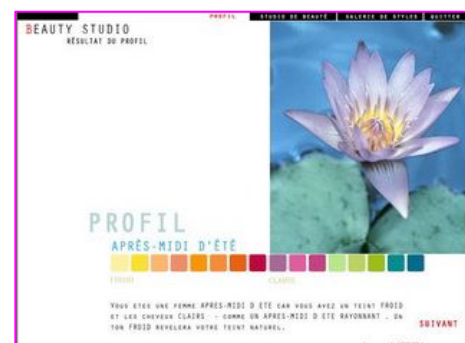 PROFIL STUDIO DE BEAUTÉ GALERIE DE STYLES QUITTER
BEAUTY STUDIO
RÉSULTAT DU PROFIL
PROFIL
APRÈS-MIDI D'ÉTÉ
FROID CLAIRS
VOUS ETES UNE FEMME APRES-MIDI D ETE CAR VOUS AVEZ UN TEINT FROID
ET LES CHEVEUX CLAIRS - COMME UN APRES-MIDI D ETE RAYONNANT . UN
TON FROID REVELERA VOTRE TEINT NATUREL.
SUIVANT